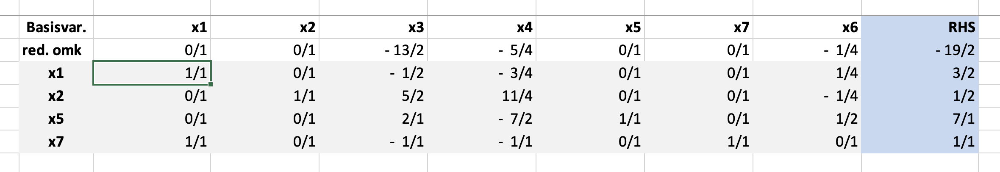 Basisvar. x1 x2 x3 x4 x5 x7 x6 RHS
red. omk 0/1 0/1 - 13/2 - 5/4 0/1 0/1 - 1/4 - 19/2
x1 1/1 0/1 - 1/2 - 3/4 0/1 0/1 1/4 3/2
x2 0/1 1/1 5/2 11/4 0/1 0/1 - 1/4 1/2
x5 0/1 0/1 2/1 - 7/2 1/1 0/1 1/2 7/1
x7 1/1 0/1 - 1/1 - 1/1 0/1 1/1 0/1 1/1